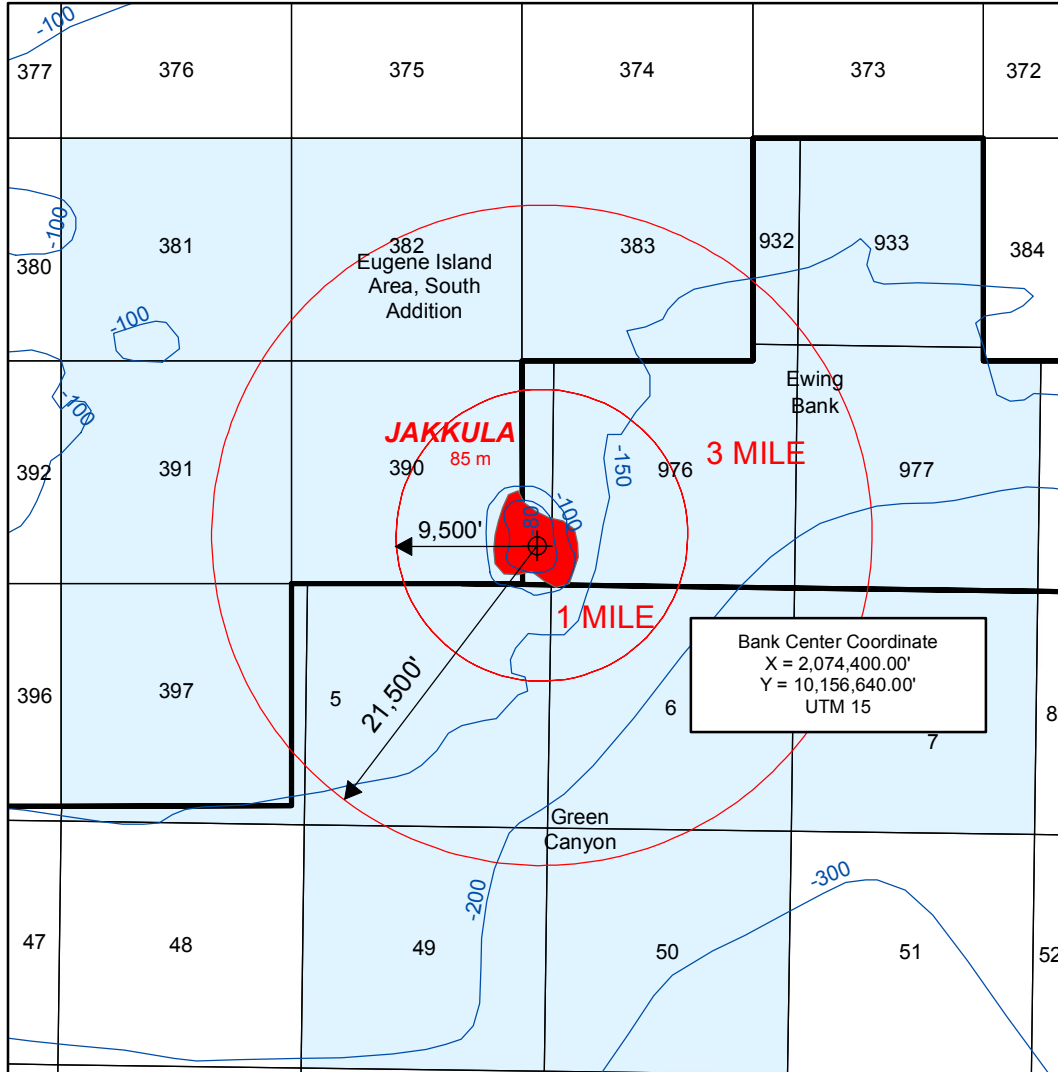 -100
377
376
375
374
373
372
-100
380
381
382
Eugene Island
Area, South
Addition
383
932
933
384
-100
-100
392
391
JAKKULA
85 m
390
-150
976
3 MILE
Ewing
Bank
977
-100
-80
9,500'
1 MILE
396
397
5
21,500'
6
Bank Center Coordinate
X = 2,074,400.00'
Y = 10,156,640.00'
UTM 15
7
8
Green
Canyon
-200
-300
47
48
49
50
51
52